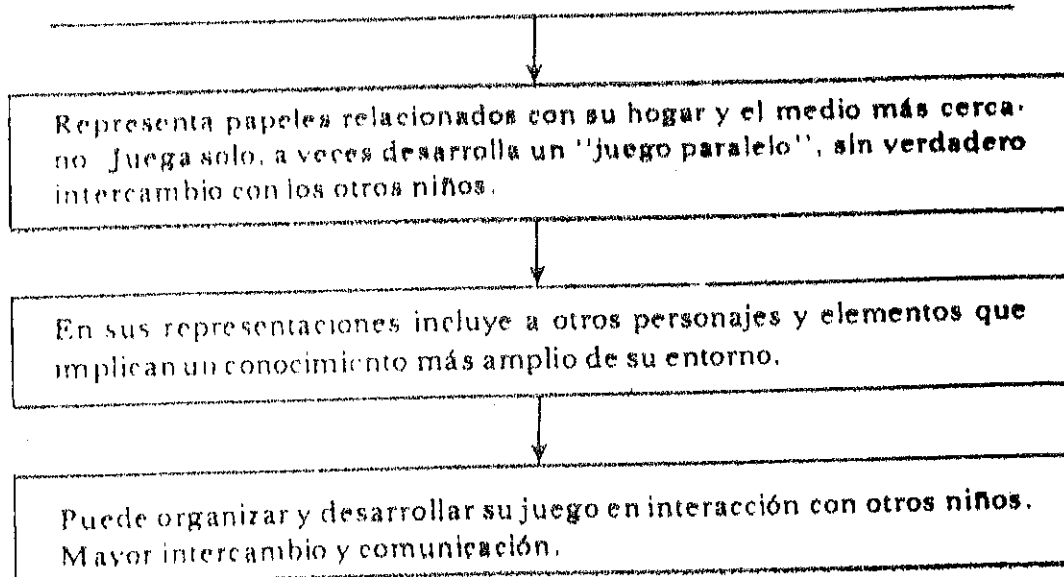 Representa papeles relacionados con su hogar y el medio más cerca-
no Juega solo, a veces desarrolla un "juego paralelo", sin verdadero
intercambio con los otros niños.
En sus representaciones incluye a otros personajes y elementos que
implican un conocimiento más amplio de su entorno.
Puede organizar y desarrollar su juego en interacción con otros niños.
Mayor intercambio y comunicación.